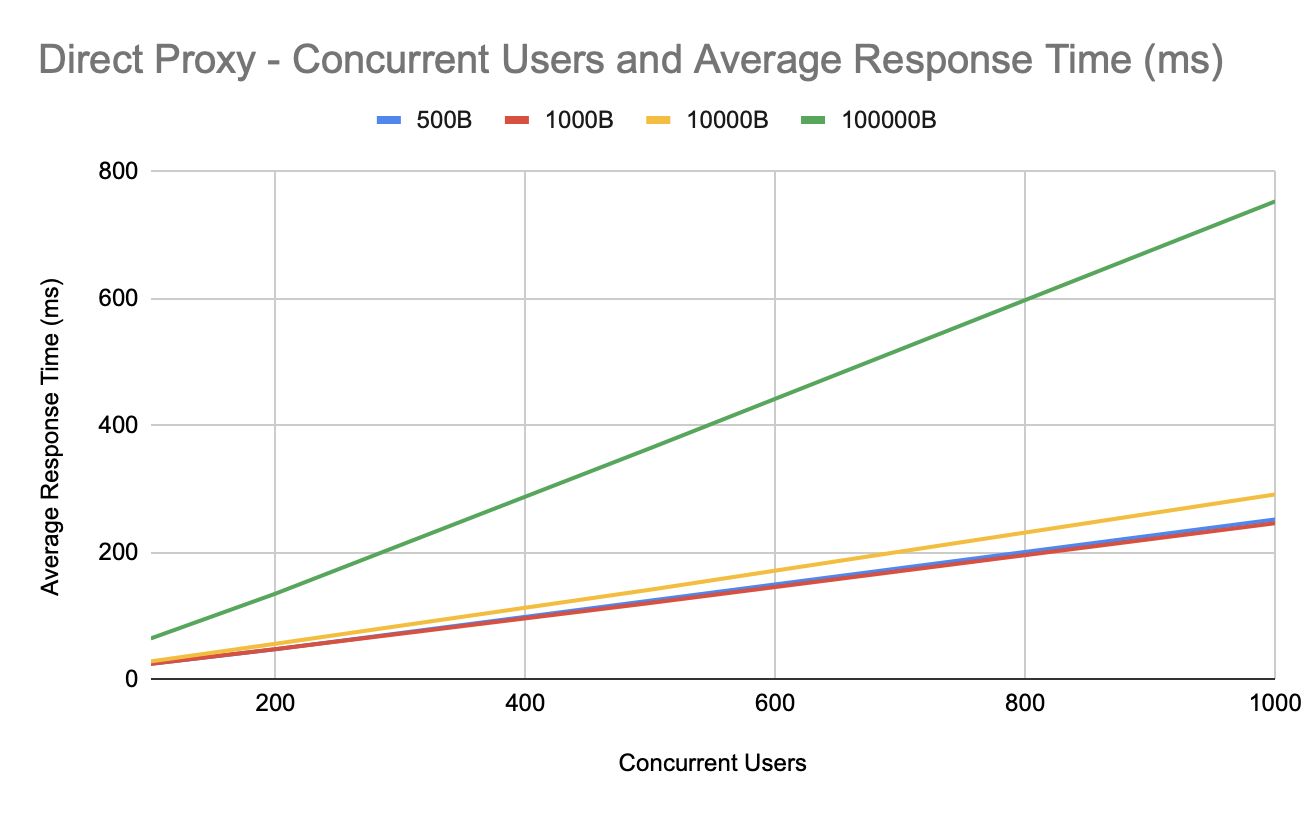 Direct Proxy - Concurrent Users and Average Response Time (ms)
500B 1000B 10000B 100000B
800
600
400
200
0
Average Response Time (ms)
200 400 600 800 1000
Concurrent Users